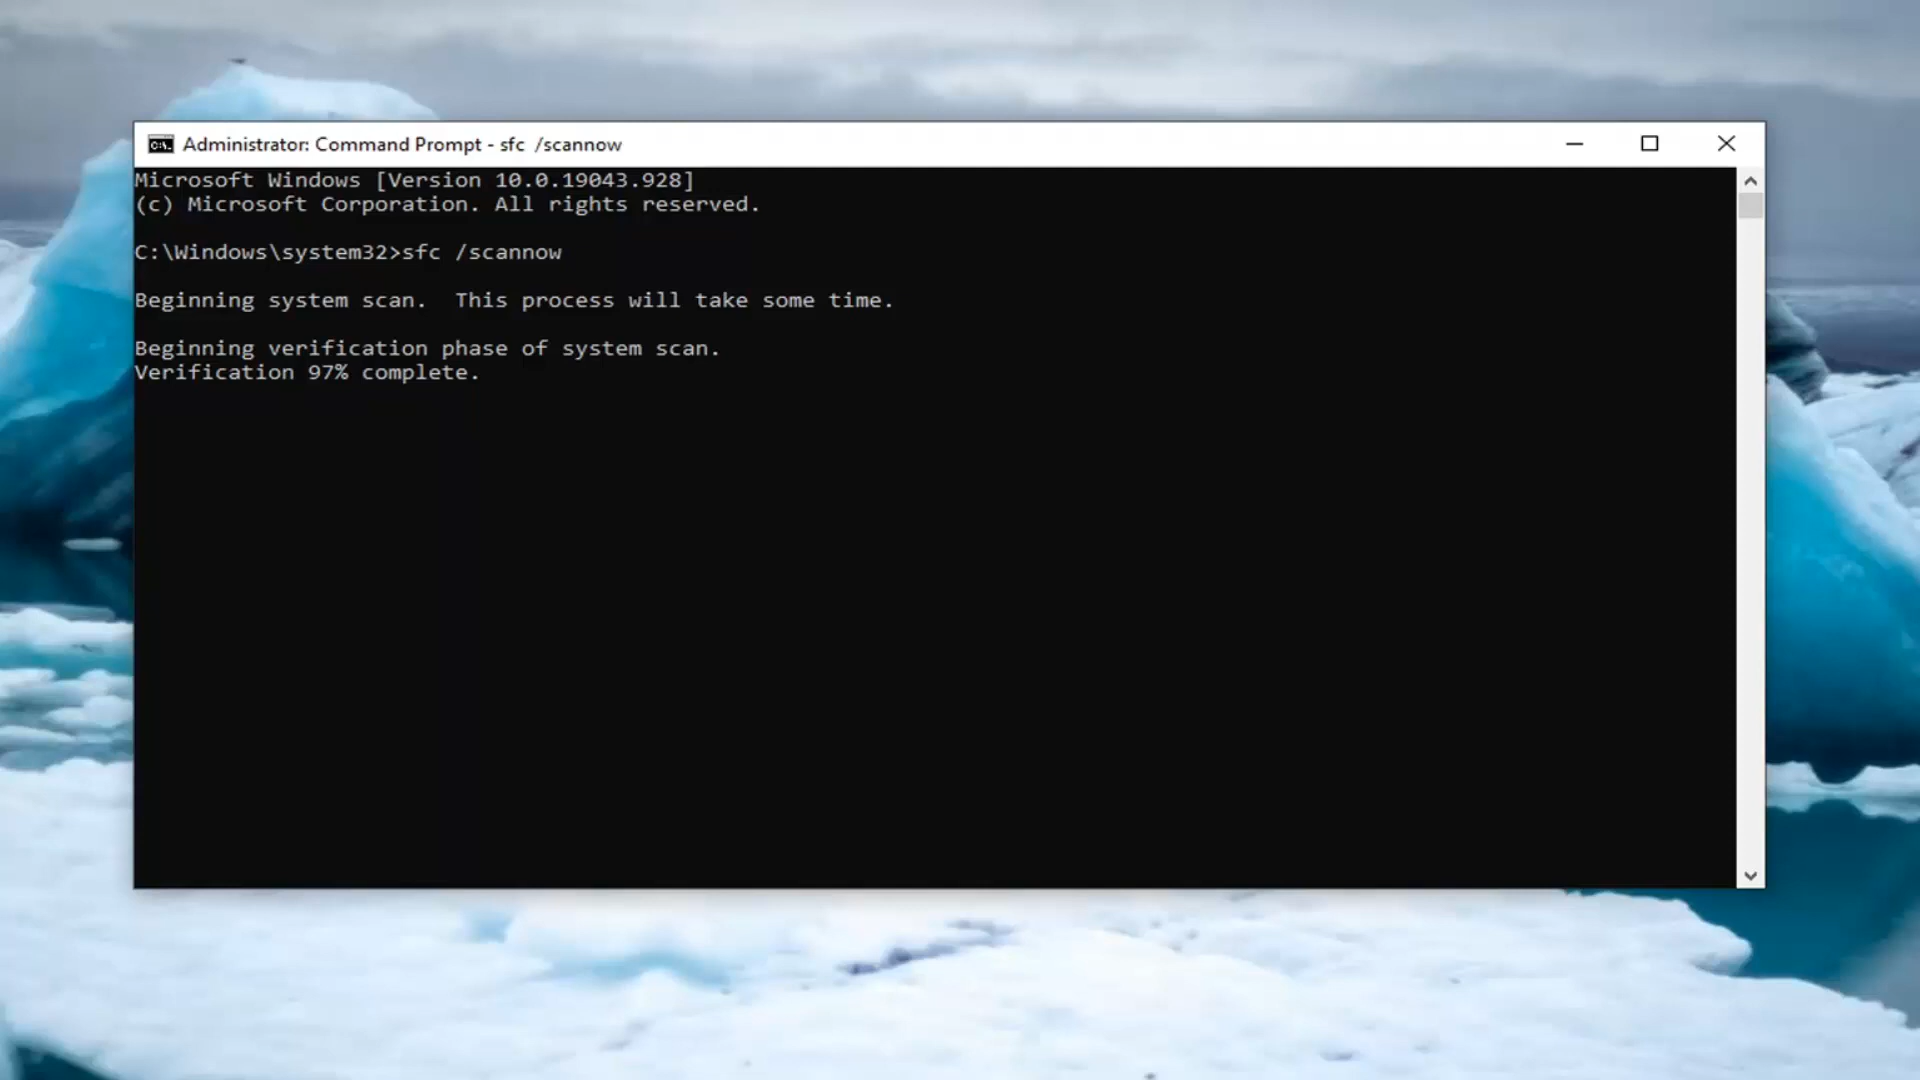 Administrator: Command Prompt - sfc  /scannow
Microsoft Windows [Version 10.0.19043.928]
(c) Microsoft Corporation. All rights reserved.
C:\Windows\system32>sfc /scannow
Beginning system scan.  This process will take some time.
Beginning verification phase of system scan.
Verification 97% complete.